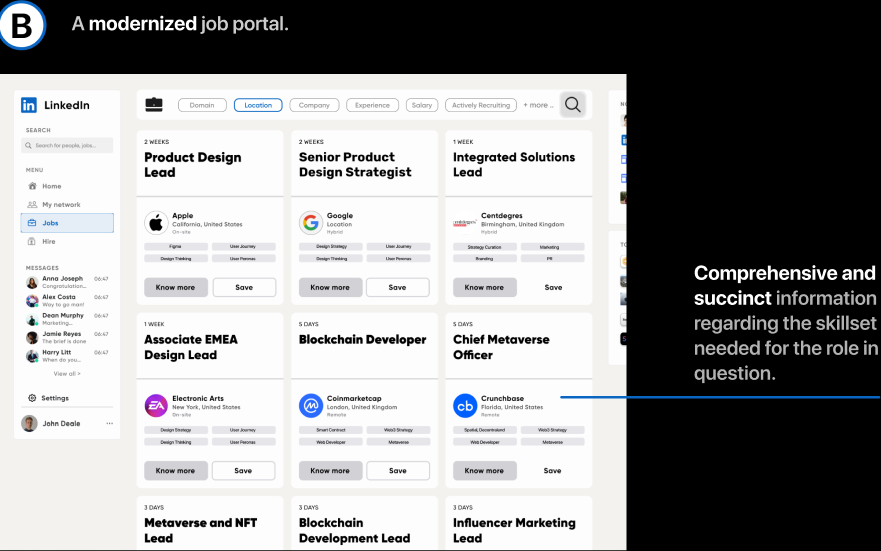 B
A modernized job portal.
in LinkedIn
SEARCH
Search for people, jobs...
MENU
Home
My network
Jobs
Hire
MESSAGES
Anna Joseph 06:47
Congratulation...
Alex Costa 06:47
Way to go man!
Dean Murphy 06:47
Marketing...
Jamie Reyes 06:47
The brief is done
Harry Litt 06:47
When do you...
View all
Settings
John Deale ...
Domain Location Company Experience Salary Actively Recruiting + more ..
2 WEEKS
Product Design
Lead
Apple
California, United States
On-site
Figma User Journey
Design Thinking User Peronas
Know more Save
2 WEEKS
Senior Product
Design Strategist
Google
Location
Hybrid
Design Strategy User Journey
Design Thinking User Peronas
Know more Save
1 WEEK
Integrated Solutions
Lead
Centdegres
Birmingham, United Kingdom
Hybrid
Strategy Curation Marketing
Branding PR
Know more Save
1 WEEK
Associate EMEA
Design Lead
EA
Electronic Arts
New York, United States
On-site
Design Strategy User Journey
Design Thinking User Peronas
Know more Save
5 DAYS
Blockchain Developer
Coinmarketcap
London, United Kingdom
Remote
Smart Contract Web3 Strategy
Web Developer Metaverse
Know more Save
5 DAYS
Chief Metaverse
Officer
cb
Crunchbase
Florida, United States
Remote
Spatial, Decentraland Web3 Strategy
Web Developer Metaverse
Know more Save
3 DAYS
Metaverse and NFT
Lead
3 DAYS
Blockchain
Development Lead
3 DAYS
Influencer Marketing
Lead
Comprehensive and
succinct information
regarding the skillset
needed for the role in
question.